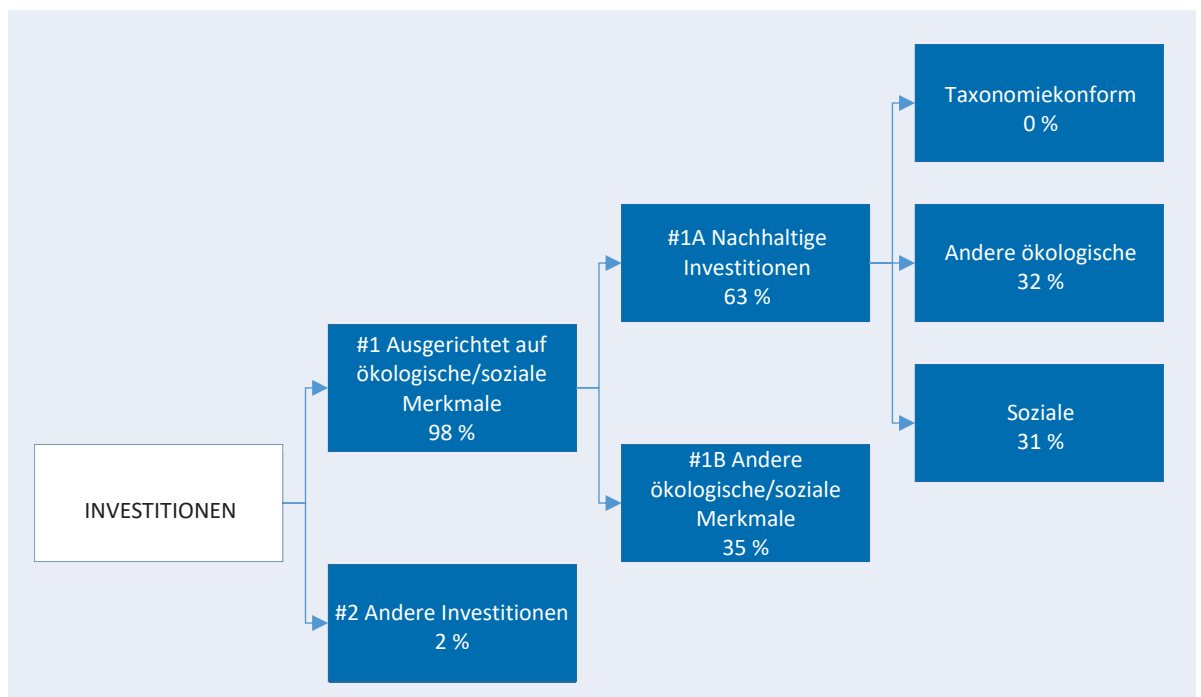 INVESTITIONEN
#1 Ausgerichtet auf
ökologische/soziale
Merkmale
98 %
#2 Andere Investitionen
2 %
#1A Nachhaltige
Investitionen
63 %
#1B Andere
ökologische/soziale
Merkmale
35 %
Taxonomiekonform
0 %
Andere ökologische
32 %
Soziale
31 %